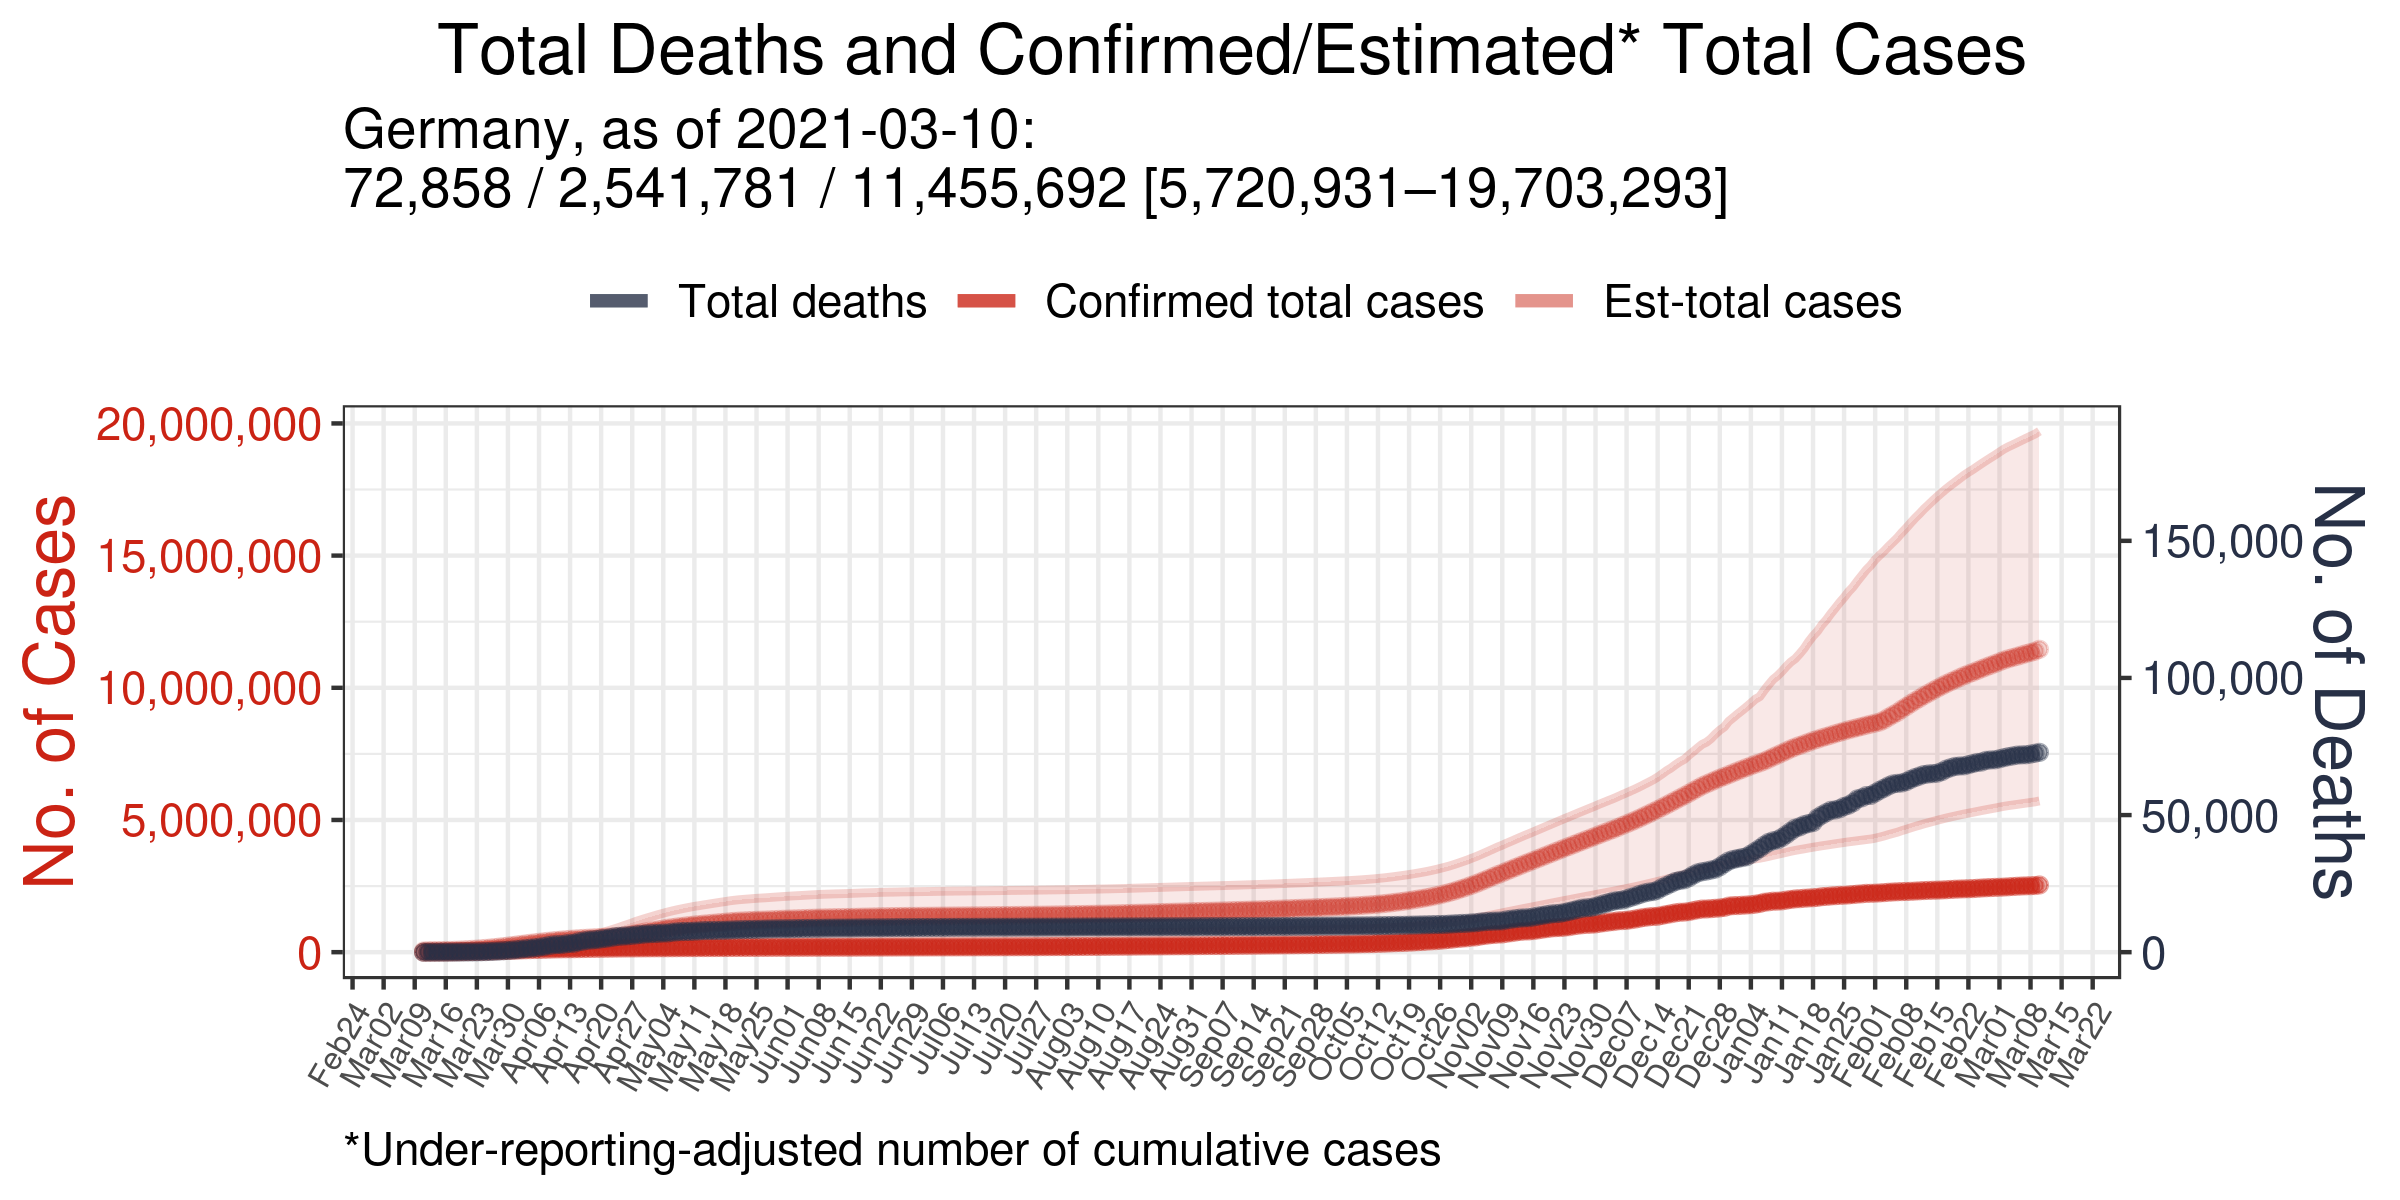 Total Deaths and Confirmed/Estimated* Total Cases
Germany, as of 2021-03-10:
72,858 / 2,541,781 / 11,455,692 [5,720,931–19,703,293]
Total deaths
Confirmed total cases
Est-total cases
No. of Cases
20,000,000
15,000,000
10,000,000
5,000,000
0
150,000
100,000
50,000
0
No. of Deaths
Feb24
Mar02
Mar09
Mar16
Mar23
Mar30
Apr06
Apr13
Apr20
Apr27
May04
May11
May18
May25
Jun01
Jun08
Jun15
Jun22
Jun29
Jul06
Jul13
Jul20
Jul27
Aug03
Aug10
Aug17
Aug24
Aug31
Sep07
Sep14
Sep21
Sep28
Oct05
Oct12
Oct19
Oct26
Nov02
Nov09
Nov16
Nov23
Nov30
Dec07
Dec14
Dec21
Dec28
Jan04
Jan11
Jan18
Jan25
Feb01
Feb08
Feb15
Feb22
Mar01
Mar08
Mar15
Mar22
*Under-reporting-adjusted number of cumulative cases